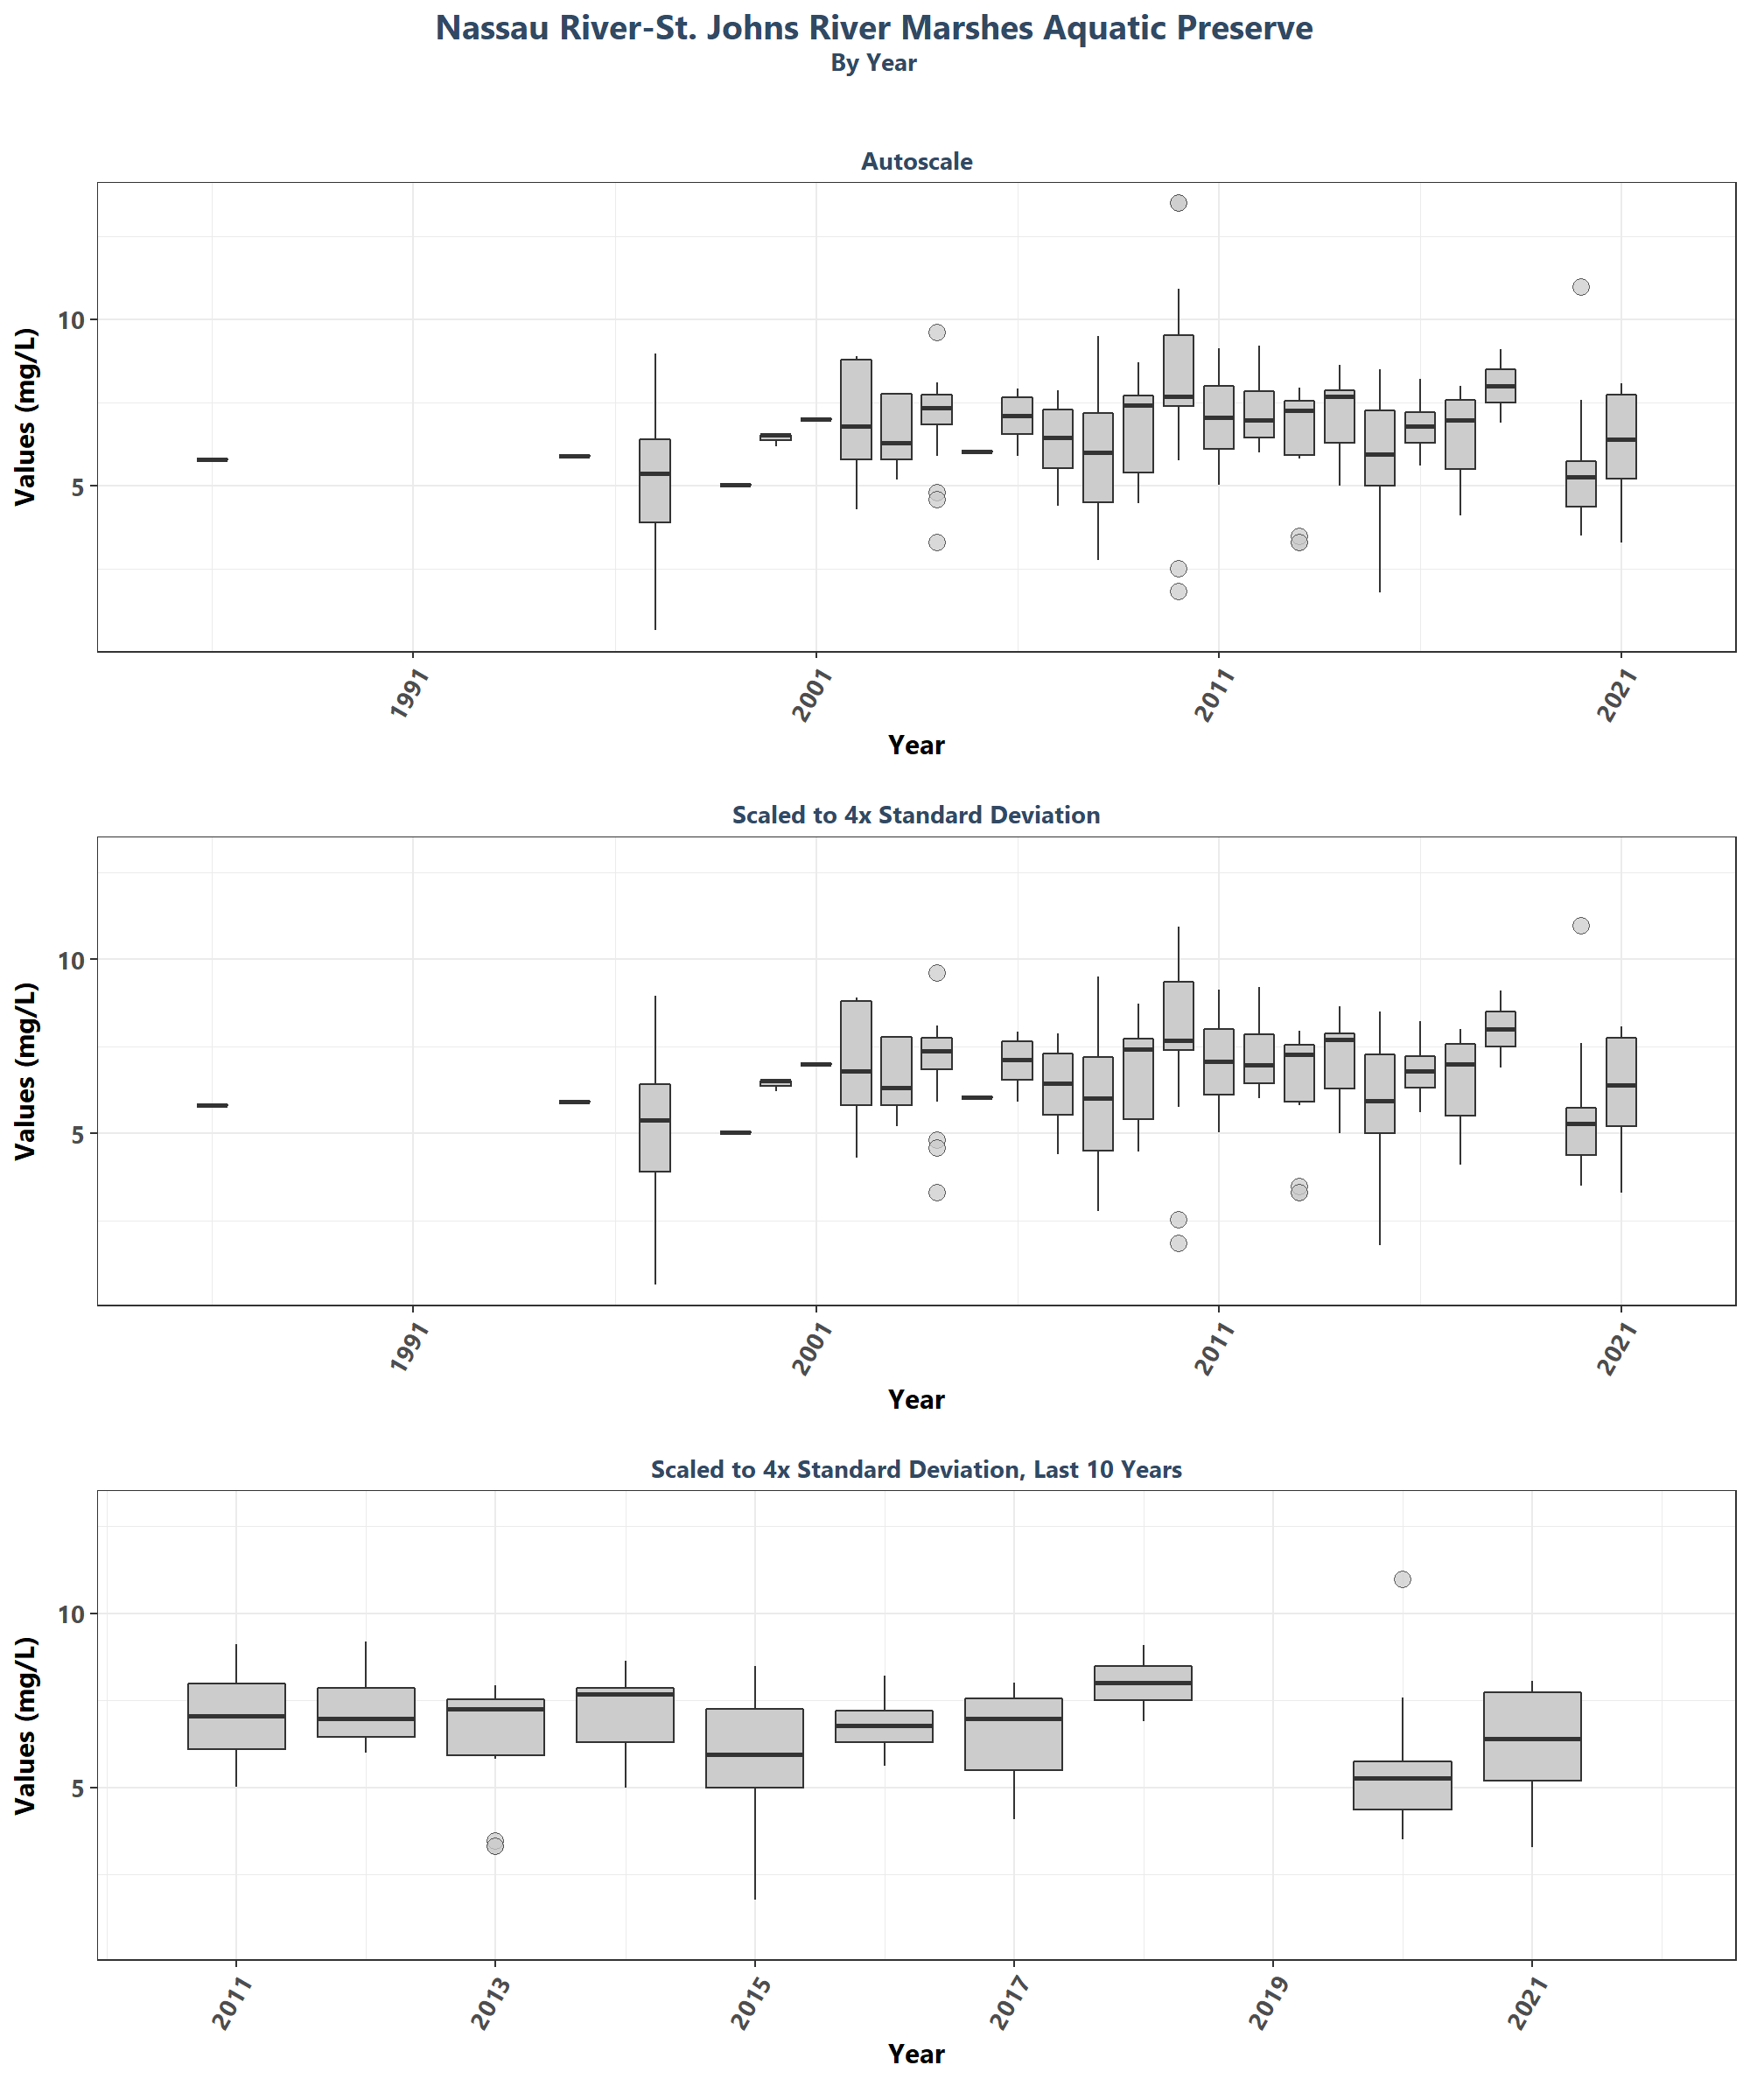 Nassau River-St. Johns River Marshes Aquatic Preserve
By Year
Autoscale
Values (mg/L)
10
5
1991
2001
2011
2021
Year
Scaled to 4x Standard Deviation
Values (mg/L)
10
5
1991
2001
2011
2021
Year
Scaled to 4x Standard Deviation, Last 10 Years
Values (mg/L)
10
5
2011
2013
2015
2017
2019
2021
Year